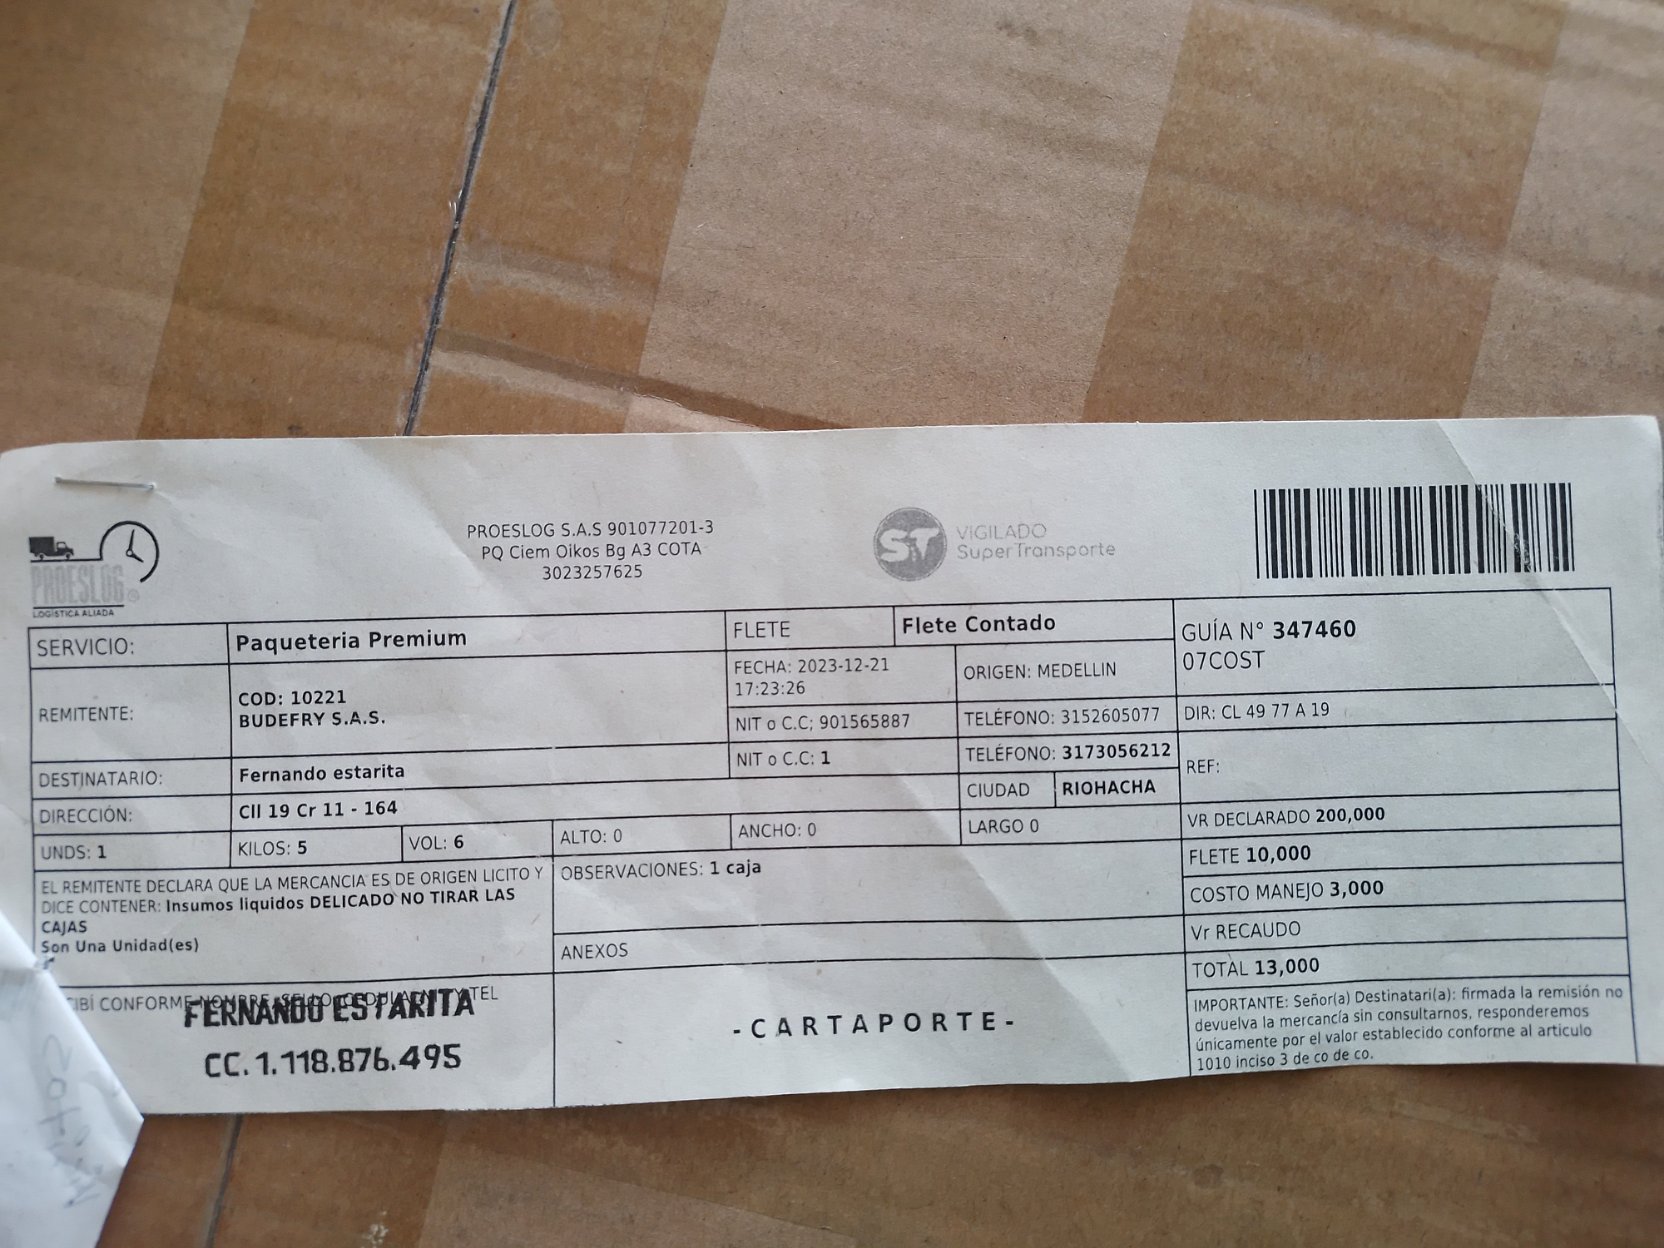 PROESLOG
LOGÍSTICA ALIADA
PROESLOG S.A.S 901077201-3
PQ Ciem Oikos Bg A3 COTA
3023257625
ST
VIGILADO
SuperTransporte
SERVICIO: Paqueteria Premium
FLETE Flete Contado
GUÍA N° 347460
07COST
REMITENTE:
COD: 10221
BUDEFRY S.A.S.
FECHA: 2023-12-21
17:23:26
ORIGEN: MEDELLIN
NIT o C.C; 901565887
TELÉFONO: 3152605077
DIR: CL 49 77 A 19
DESTINATARIO: Fernando estarita
NIT o C.C: 1
TELÉFONO: 3173056212
REF:
DIRECCIÓN: Cll 19 Cr 11 - 164
CIUDAD RIOHACHA
UNDS: 1
KILOS: 5
VOL: 6
ALTO: 0
ANCHO: 0
LARGO 0
VR DECLARADO 200,000
FLETE 10,000
COSTO MANEJO 3,000
Vr RECAUDO
TOTAL 13,000
EL REMITENTE DECLARA QUE LA MERCANCIA ES DE ORIGEN LICITO Y
DICE CONTENER: Insumos liquidos DELICADO NO TIRAR LAS
CAJAS
Son Una Unidad(es)
OBSERVACIONES: 1 caja
ANEXOS
CONFORME NOMBRE, SELLO, TEL
FERNANDO ESTARITA
CC. 1.118.876.495
-CARTAPORTE-
IMPORTANTE: Señor(a) Destinatari(a): firmada la remisión no
devuelva la mercancía sin consultarnos, responderemos
únicamente por el valor establecido conforme al articulo
1010 inciso 3 de co de co.